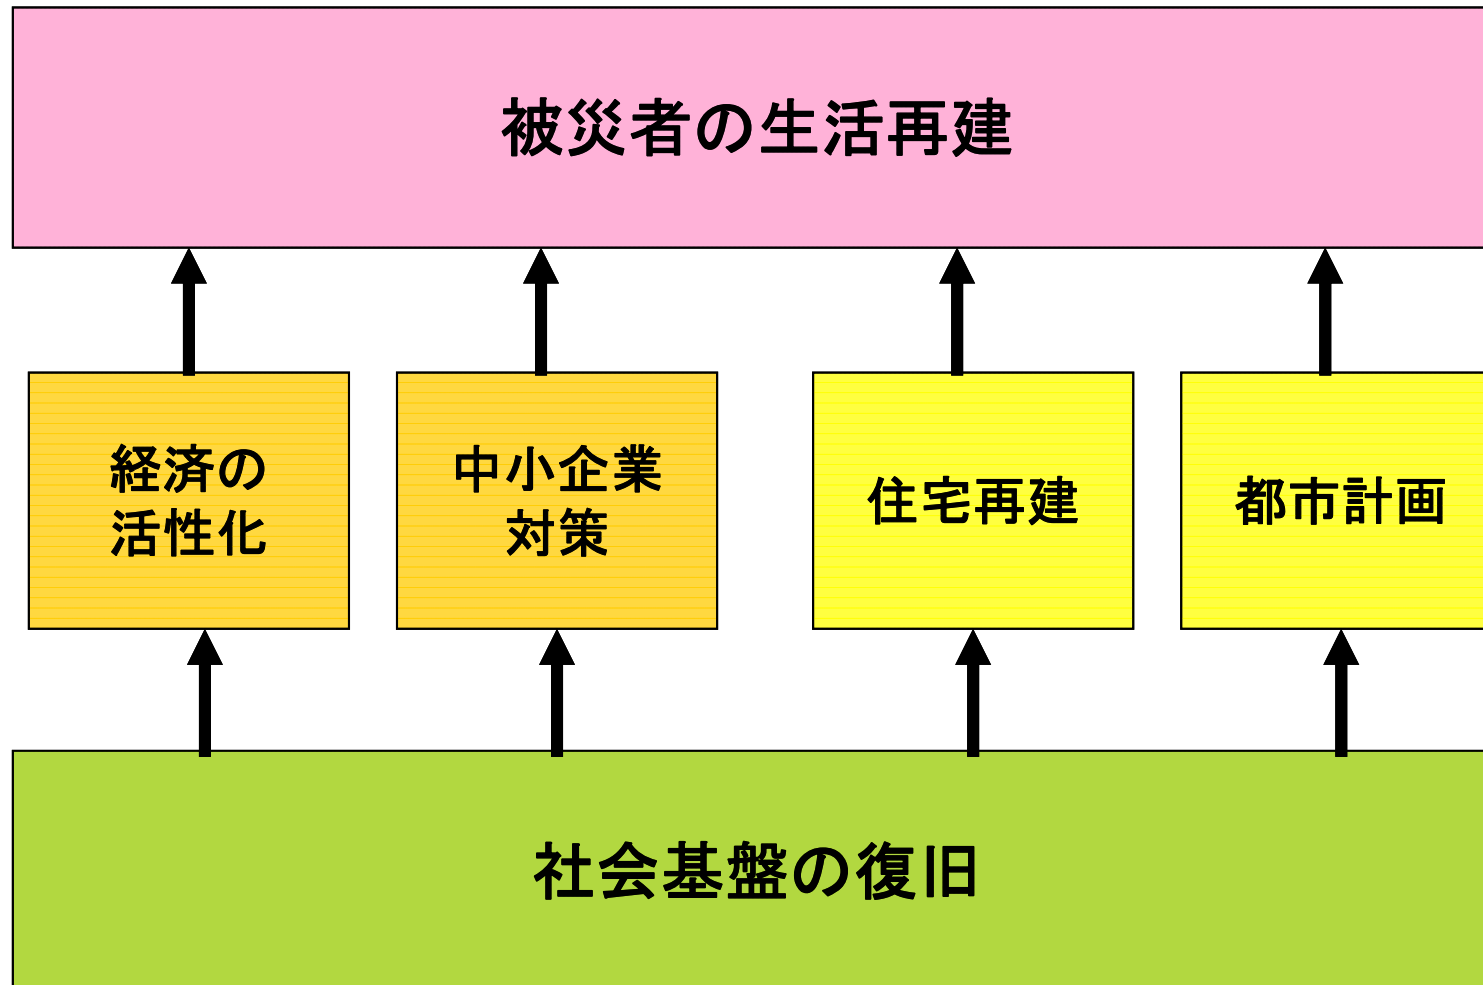 被災者の生活再建
経済の
活性化
中小企業
対策
住宅再建
都市計画
社会基盤の復旧